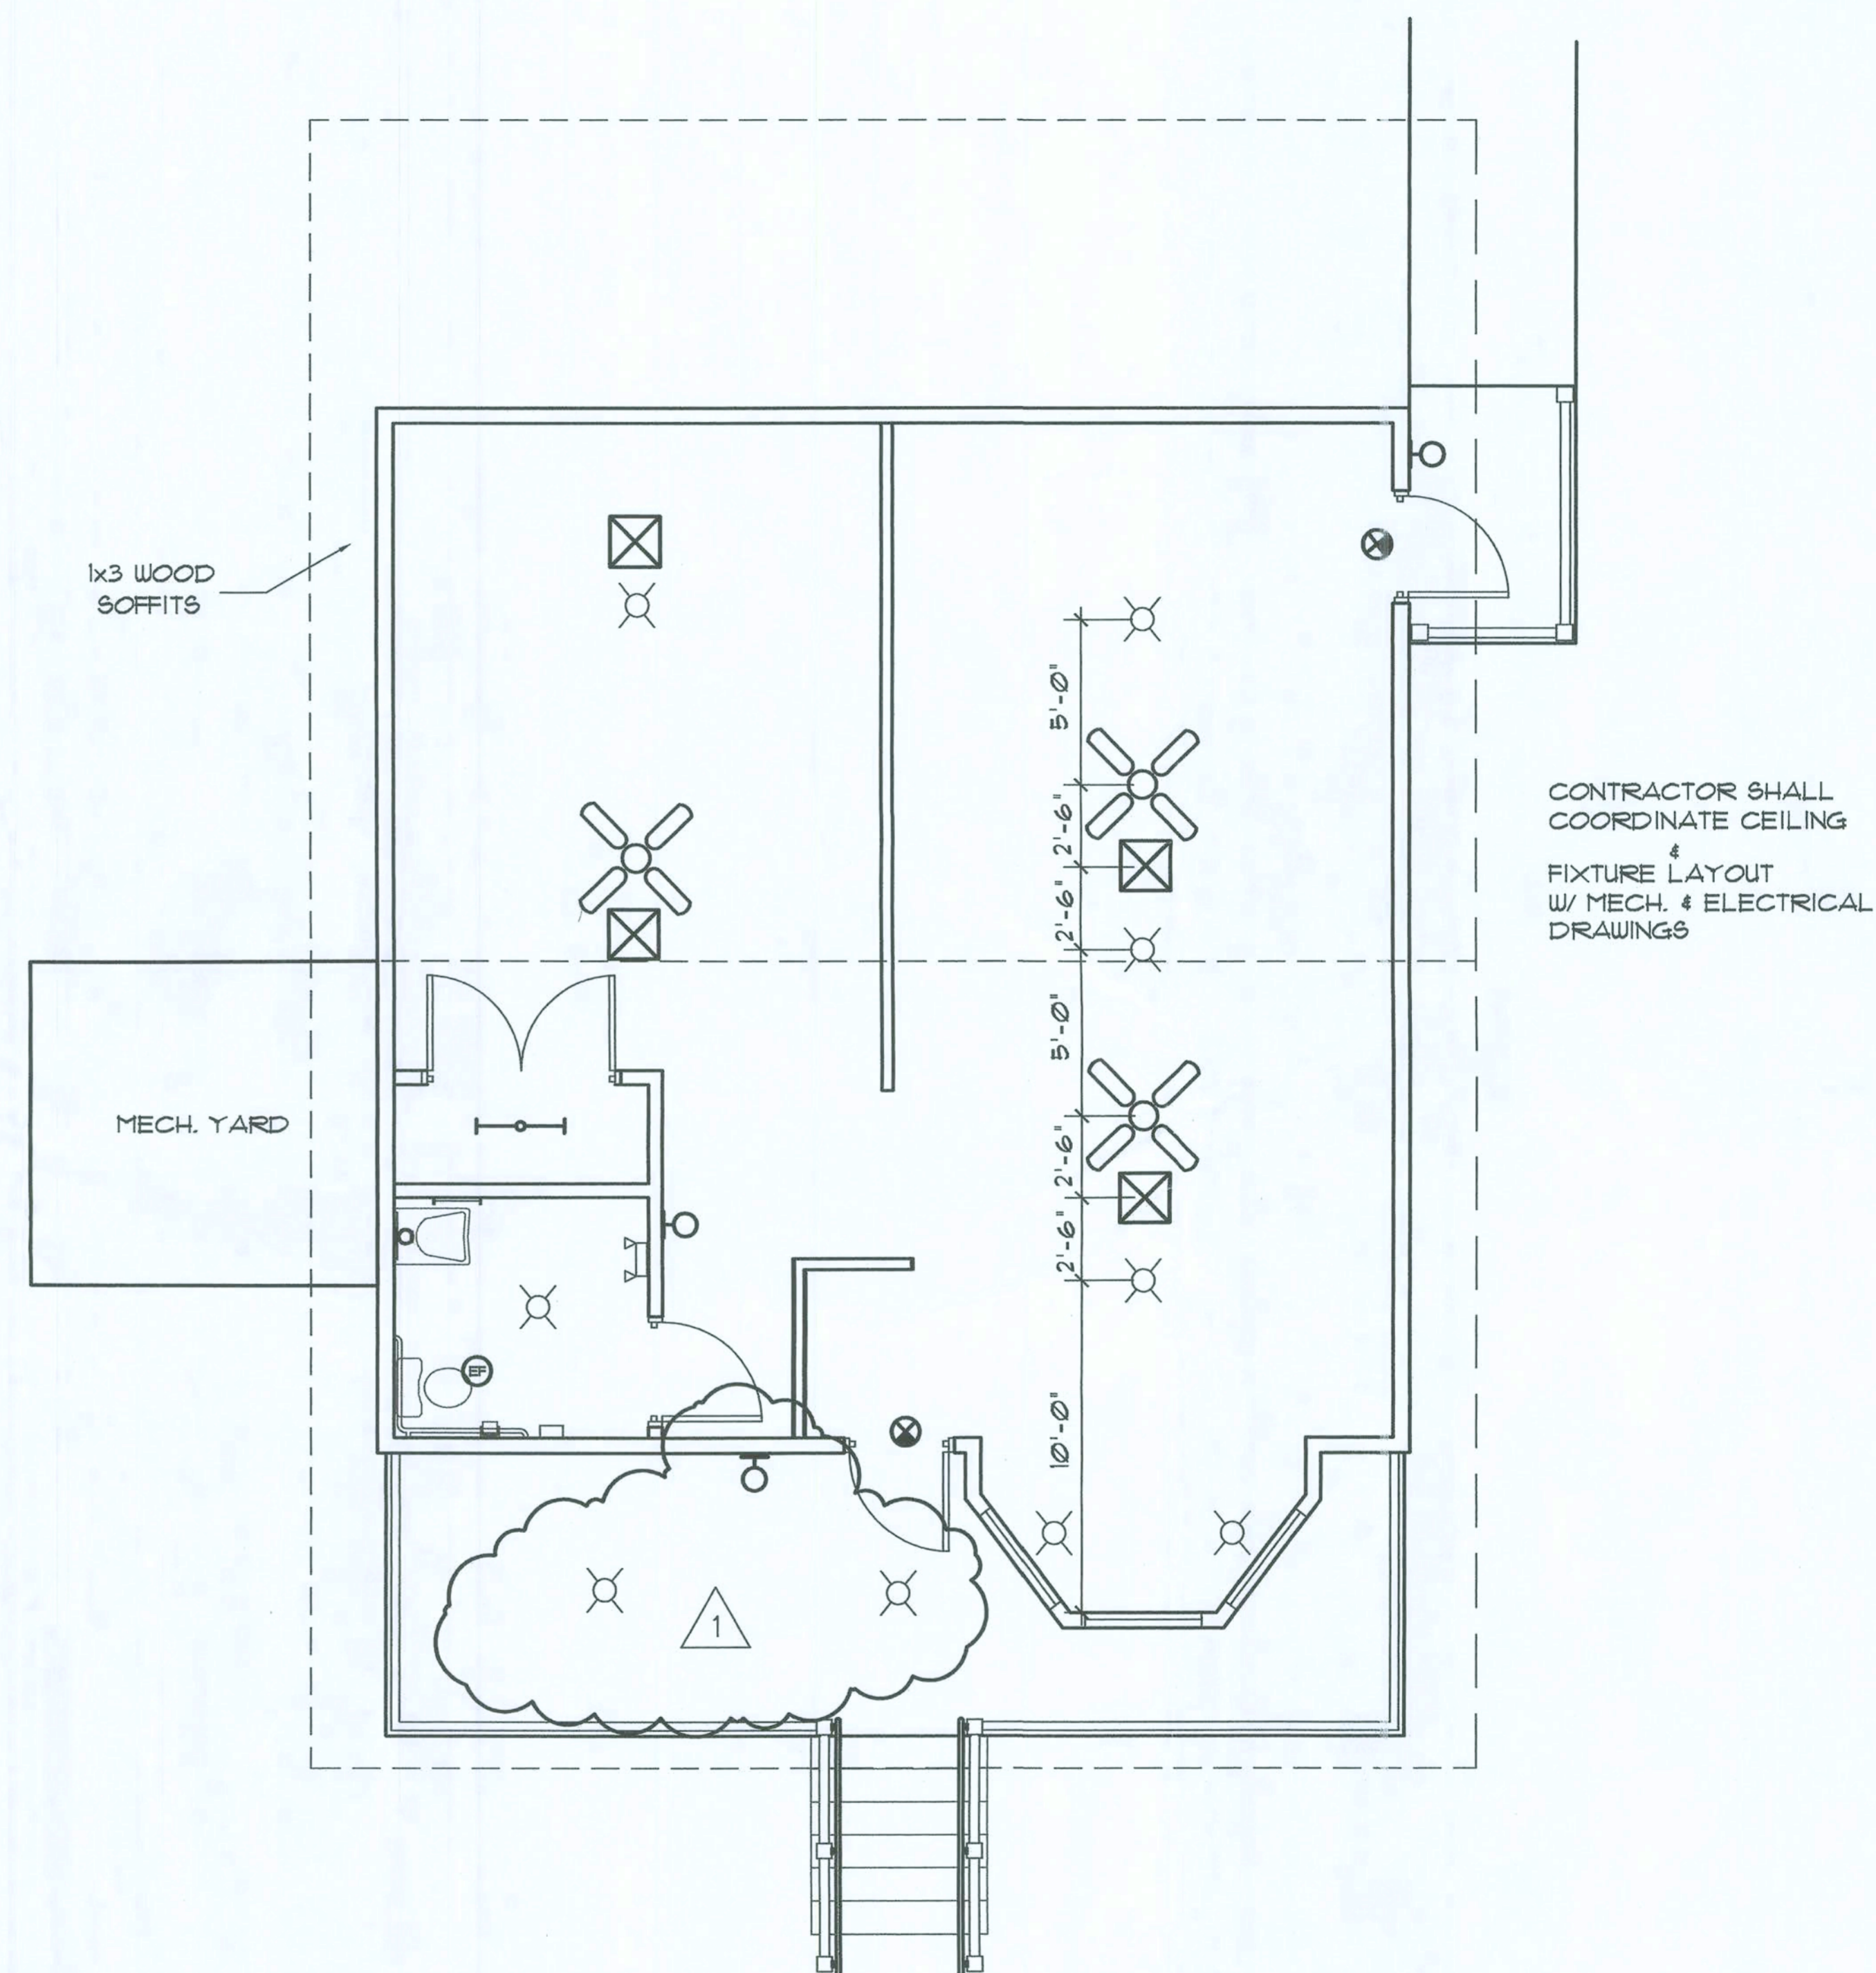 1x3 WOOD
SOFFITS
5'-0"
2'-6"
2'-6"
CONTRACTOR SHALL
COORDINATE CEILING
&
FIXTURE LAYOUT
W/ MECH. & ELECTRICAL
DRAWINGS
5'-0"
MECH. YARD
2'-6"
2'-6"
EF
10'-0"
1